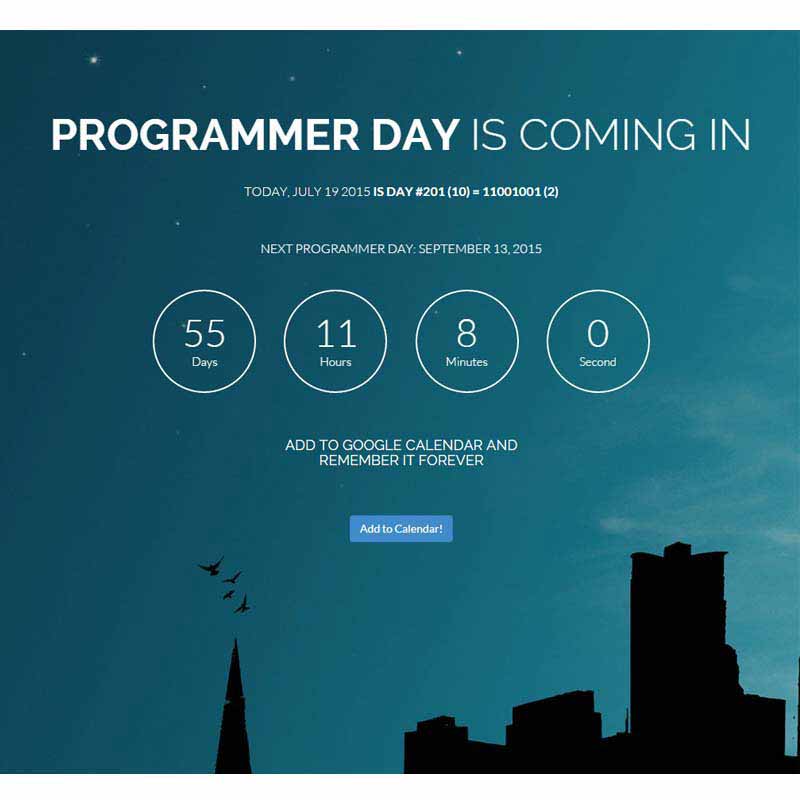 PROGRAMMER DAY IS COMING IN
TODAY, JULY 19 2015 IS DAY #201 (10) = 11001001 (2)
NEXT PROGRAMMER DAY: SEPTEMBER 13, 2015
55 11 8 0
Days Hours Minutes Second
ADD TO GOOGLE CALENDAR AND
REMEMBER IT FOREVER
Add to Calendar!